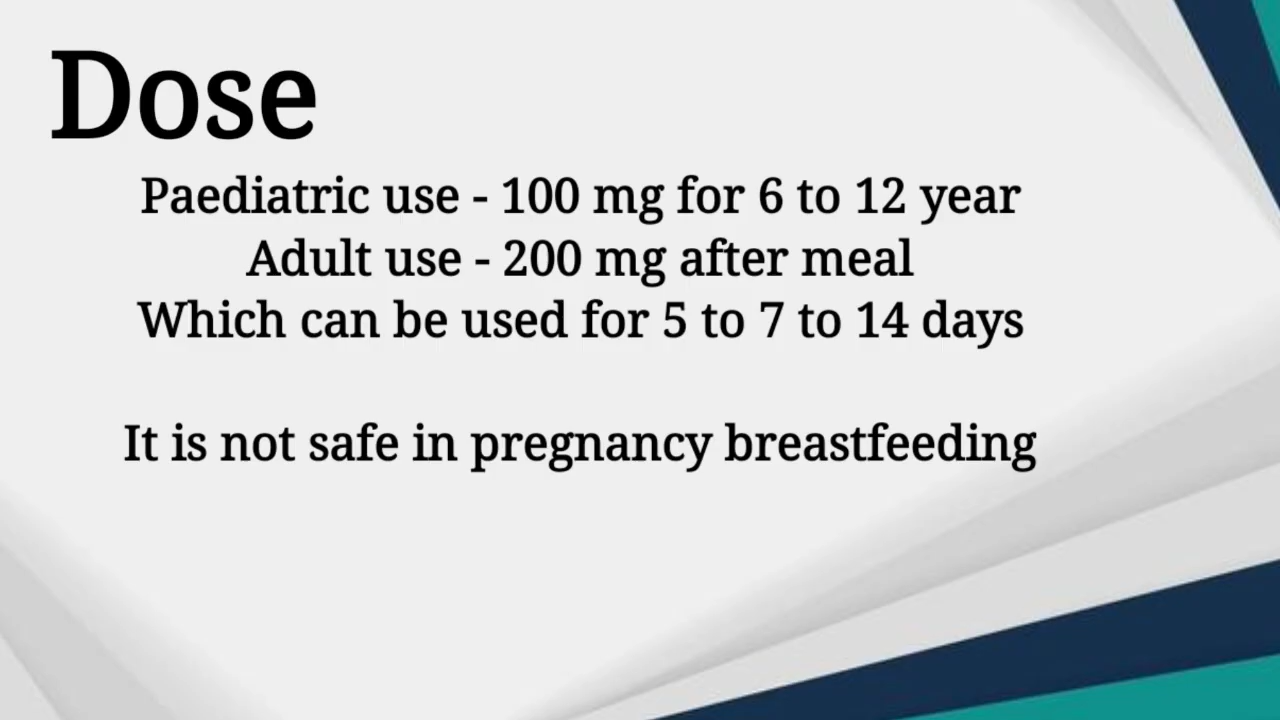 Dose
Paediatric use - 100 mg for 6 to 12 year
Adult use - 200 mg after meal
Which can be used for 5 to 7 to 14 days
It is not safe in pregnancy breastfeeding